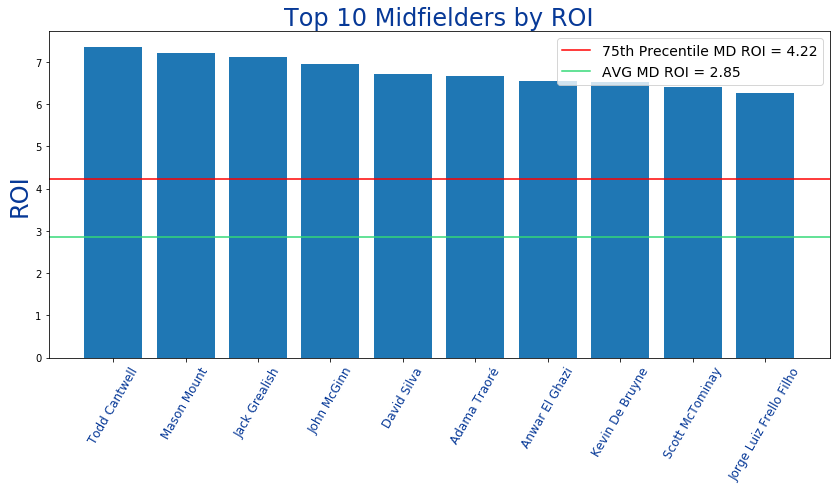 Top 10 Midfielders by ROI
75th Precentile MD ROI = 4.22
AVG MD ROI = 2.85
ROI
7
6
5
4
3
2
1
0
Todd Cantwell
Mason Mount
Jack Grealish
John McGinn
David Silva
Adama Traoré
Anwar El Ghazi
Kevin De Bruyne
Scott McTominay
Jorge Luiz Frello Filho